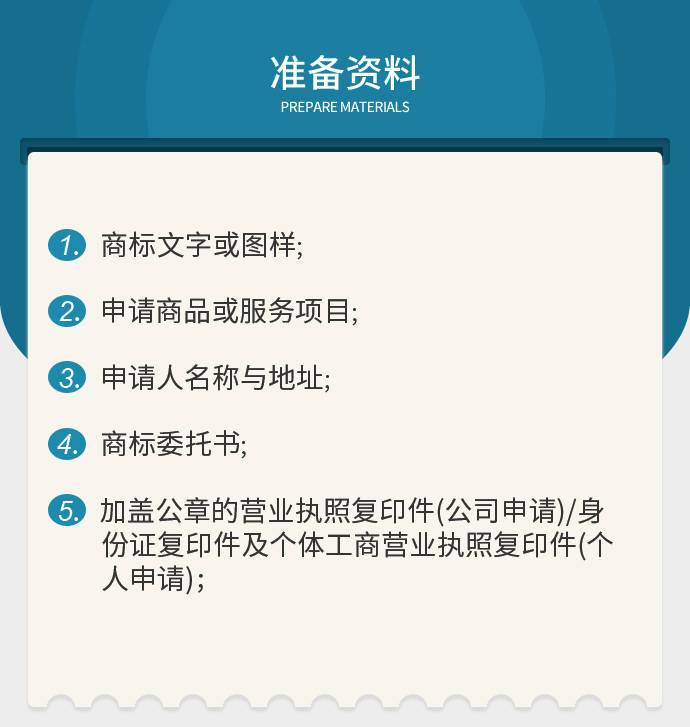 准备资料
PREPARE MATERIALS
1. 商标文字或图样;
2. 申请商品或服务项目;
3. 申请人名称与地址;
4. 商标委托书;
5. 加盖公章的营业执照复印件(公司申请)/身
份证复印件及个体工商营业执照复印件(个
人申请);